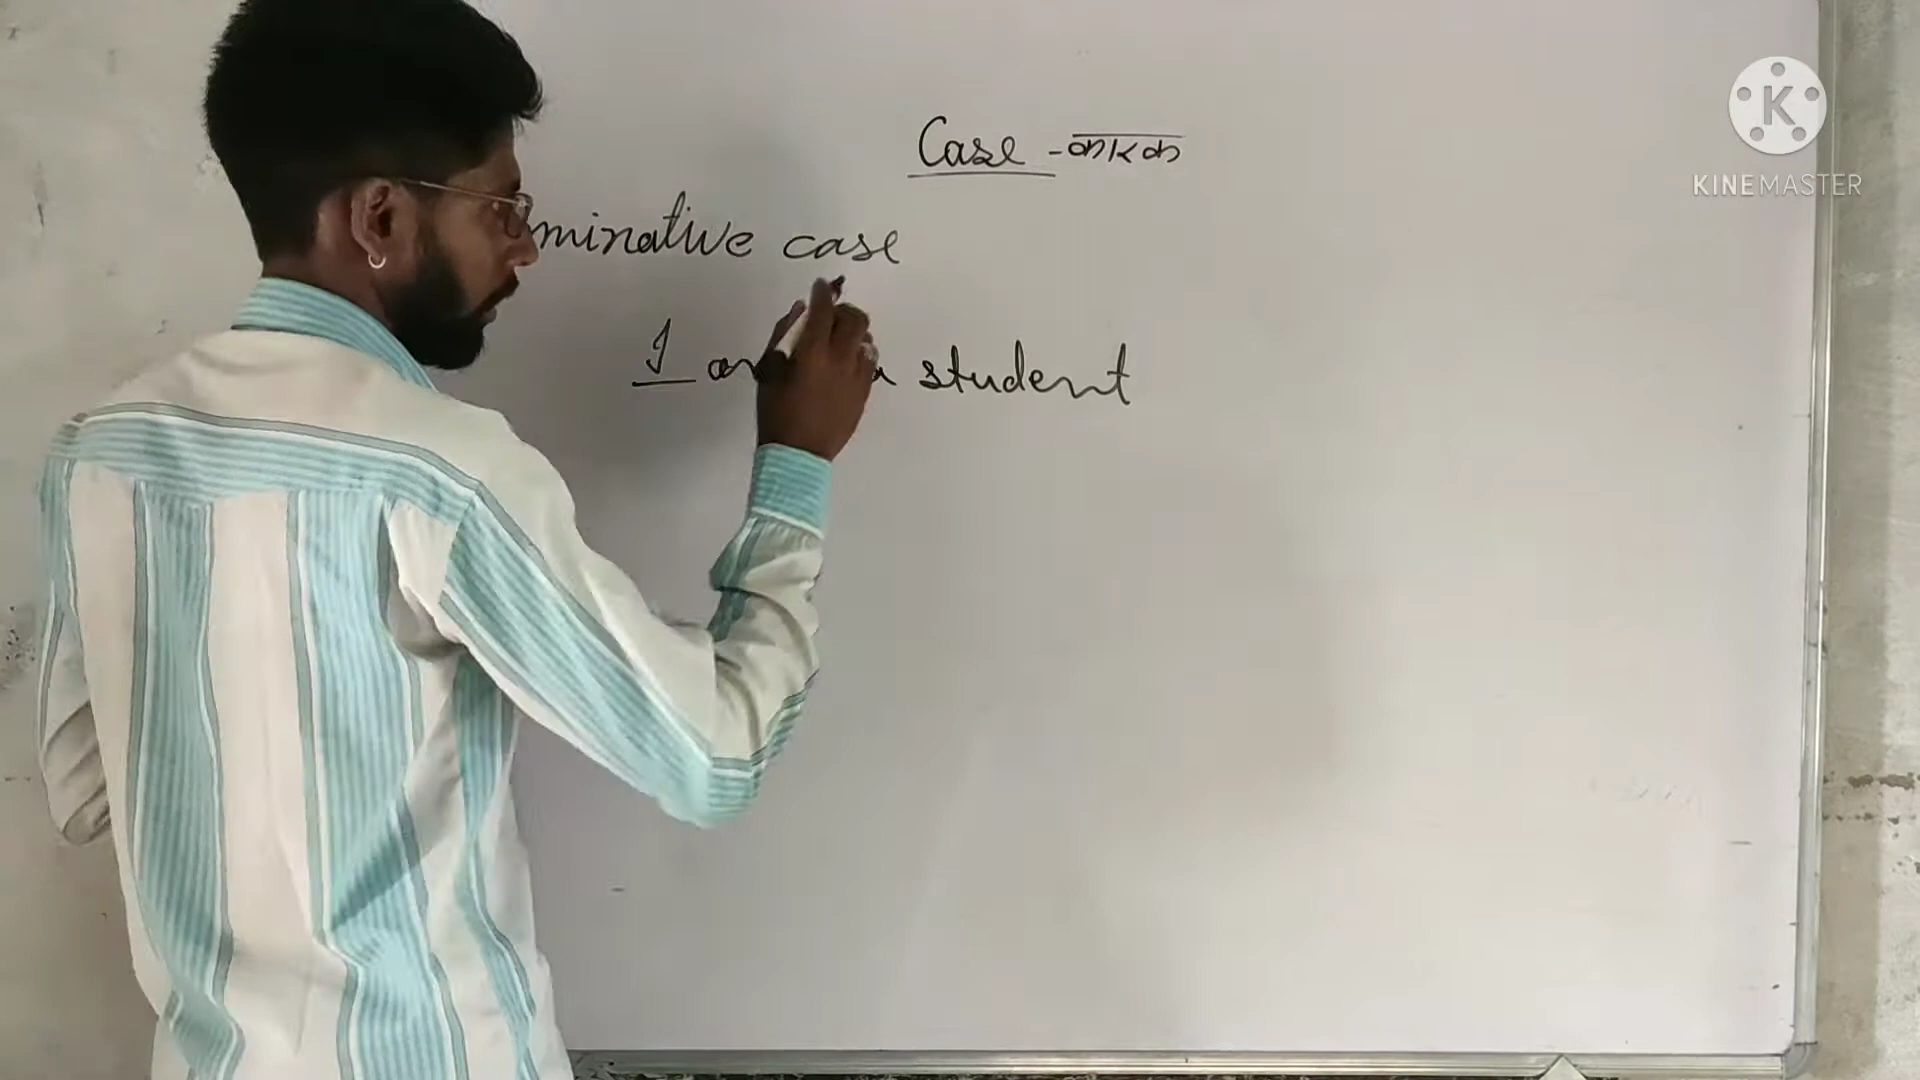 Case - कारक
minative case
I am a student
KINEMASTER